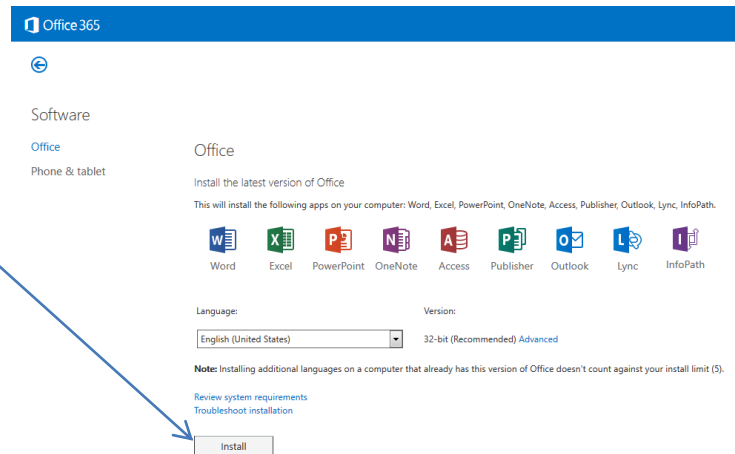 Office 365
Software
Office
Phone & tablet
Office
Install the latest version of Office
This will install the following apps on your computer: Word, Excel, PowerPoint, OneNote, Access, Publisher, Outlook, Lync, InfoPath.
Word Excel PowerPoint OneNote Access Publisher Outlook Lync InfoPath
Language: Version:
English (United States) 32-bit (Recommended) Advanced
Note: Installing additional languages on a computer that already has this version of Office doesn't count against your install limit (5).
Review system requirements
Troubleshoot installation
Install